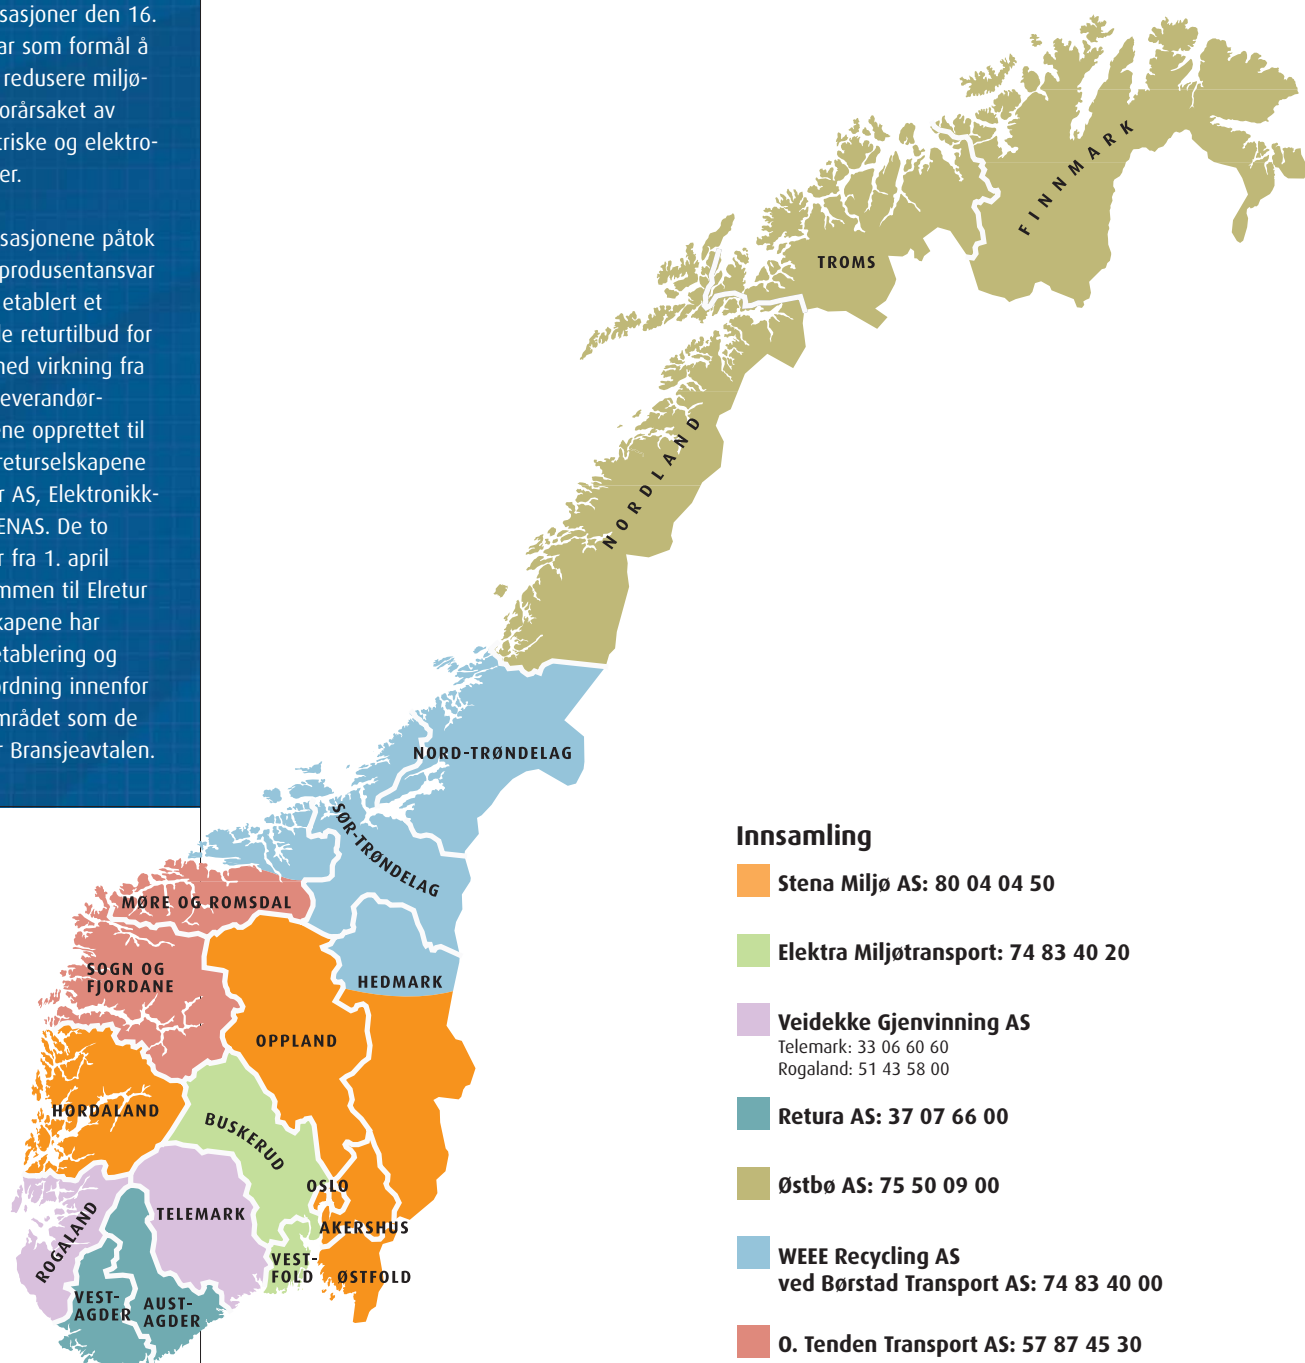 sasjoner den 16.
ar som formål å
redusere miljø-
orårsaket av
triske og elektro-
er.
sasjonene påtok
produsentansvar
etablert et
le returtilbud for
med virkning fra
everandør-
ene opprettet til
returselskapene
r AS, Elektronikk-
ENAS. De to
r fra 1. april
mmen til Elretur
kapene har
etablering og
ordning innenfor
mrådet som de
r Bransjeavtalen.
FINNMARK
TROMS
NORDLAND
NORD-TRØNDELAG
SØR-TRØNDELAG
MØRE OG ROMSDAL
SOGN OG
FJORDANE
HEDMARK
OPPLAND
HORDALAND
BUSKERUD
OSLO
AKERSHUS
TELEMARK
ROGALAND
VEST-
FOLD
ØSTFOLD
VEST-
AGDER
AUST-
AGDER
Innsamling
Stena Miljø AS: 80 04 04 50
Elektra Miljøtransport: 74 83 40 20
Veidekke Gjenvinning AS
Telemark: 33 06 60 60
Rogaland: 51 43 58 00
Retura AS: 37 07 66 00
Østbø AS: 75 50 09 00
WEEE Recycling AS
ved Børstad Transport AS: 74 83 40 00
O. Tenden Transport AS: 57 87 45 30